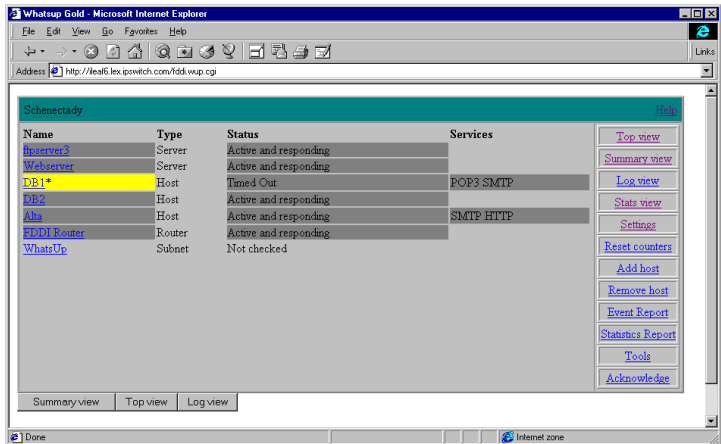 Whatsup Gold - Microsoft Internet Explorer
File Edit View Go Favorites Help
Links
Address http://ileaf6.lex.ipswitch.com/fddi.wup.cgi
Schenectady Help
Name Type Status Services
ftpserver3 Server Active and responding
Webserver Server Active and responding
DB1* Host Timed Out POP3 SMTP
DB2 Host Active and responding
Alta Host Active and responding SMTP HTTP
FDDI Router Router Active and responding
WhatsUp Subnet Not checked
Top view
Summary view
Log view
Stats view
Settings
Reset counters
Add host
Remove host
Event Report
Statistics Report
Tools
Acknowledge
Summary view Top view Log view
Done Internet zone